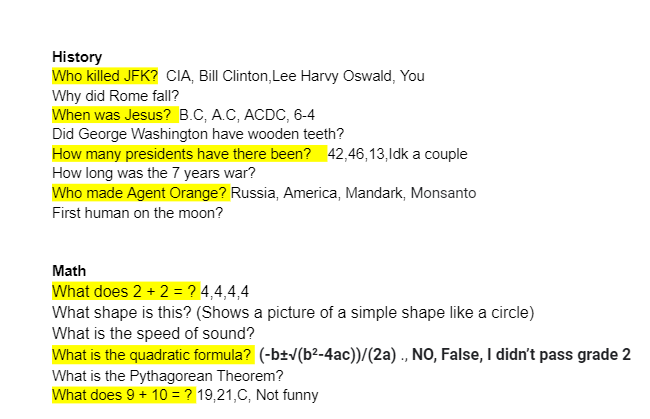 History
Who killed JFK? CIA, Bill Clinton,Lee Harvy Oswald, You
Why did Rome fall?
When was Jesus? B.C, A.C, ACDC, 6-4
Did George Washington have wooden teeth?
How many presidents have there been? 42,46,13,Idk a couple
How long was the 7 years war?
Who made Agent Orange? Russia, America, Mandark, Monsanto
First human on the moon?
Math
What does 2 + 2 = ? 4,4,4,4
What shape is this? (Shows a picture of a simple shape like a circle)
What is the speed of sound?
What is the quadratic formula? (-b±√(b²-4ac))/(2a) ., NO, False, I didn’t pass grade 2
What is the Pythagorean Theorem?
What does 9 + 10 = ? 19,21,C, Not funny